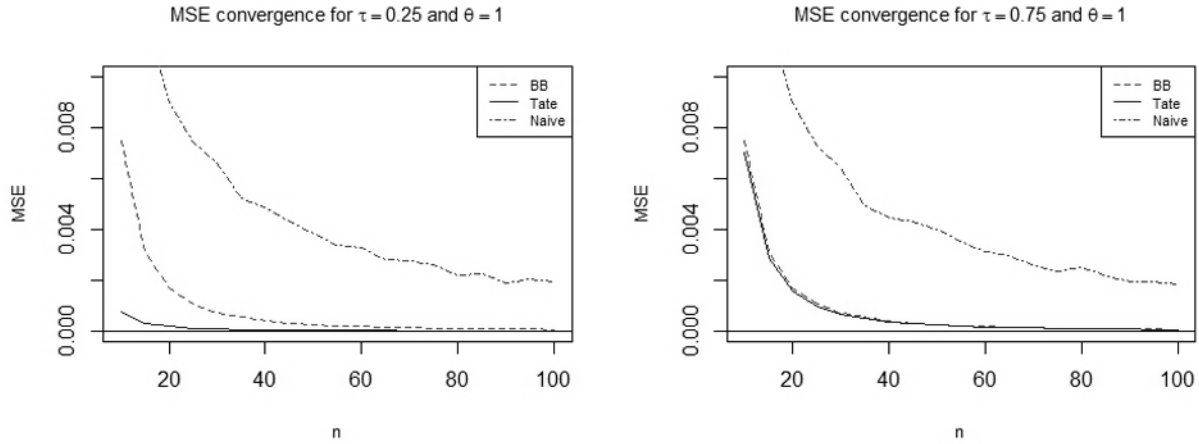 MSE convergence for τ = 0.25 and θ = 1
BB
Tate
Naive
0.008
0.004
0.000
MSE
20 40 60 80 100
n
MSE convergence for τ = 0.75 and θ = 1
BB
Tate
Naive
0.008
0.004
0.000
MSE
20 40 60 80 100
n